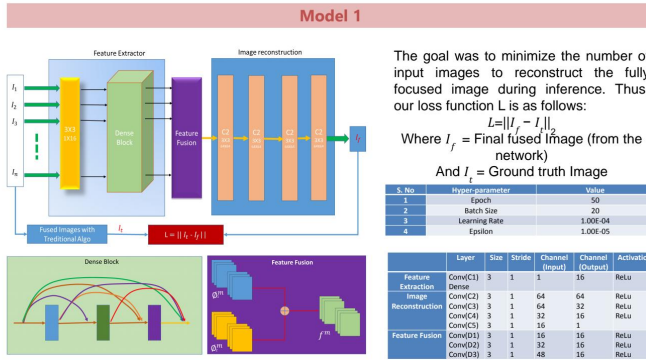 Model 1
Feature Extractor
Image reconstruction
I1
I2
I3
In
3X3
1X16
Dense
Block
Feature
Fusion
C2
C2
C2
C2
If
Fused Images with
Treditional Algo
It
L = || It - If ||
Dense Block
Feature Fusion
∅jm
∅im
fm
The goal was to minimize the number of
input images to reconstruct the fully
focused image during inference. Thus
our loss function L is as follows:
L=||If − It||2
Where If = Final fused Image (from the
network)
And It = Ground truth Image
S. No Hyper-parameter Value
1 Epoch 50
2 Batch Size 20
3 Learning Rate 1.00E-04
4 Epsilon 1.00E-05
Layer Size Stride Channel (Input) Channel (Output) Activatio
Feature Extraction Conv(C1) 3 1 1 16 ReLu
Dense
Image Reconstruction Conv(C2) 3 1 64 64 ReLu
Conv(C3) 3 1 64 32 ReLu
Conv(C4) 3 1 32 16 ReLu
Conv(C5) 3 1 16 1
Feature Fusion Conv(D1) 3 1 16 16 ReLu
Conv(D2) 3 1 32 16 ReLu
Conv(D3) 3 1 48 16 ReLu